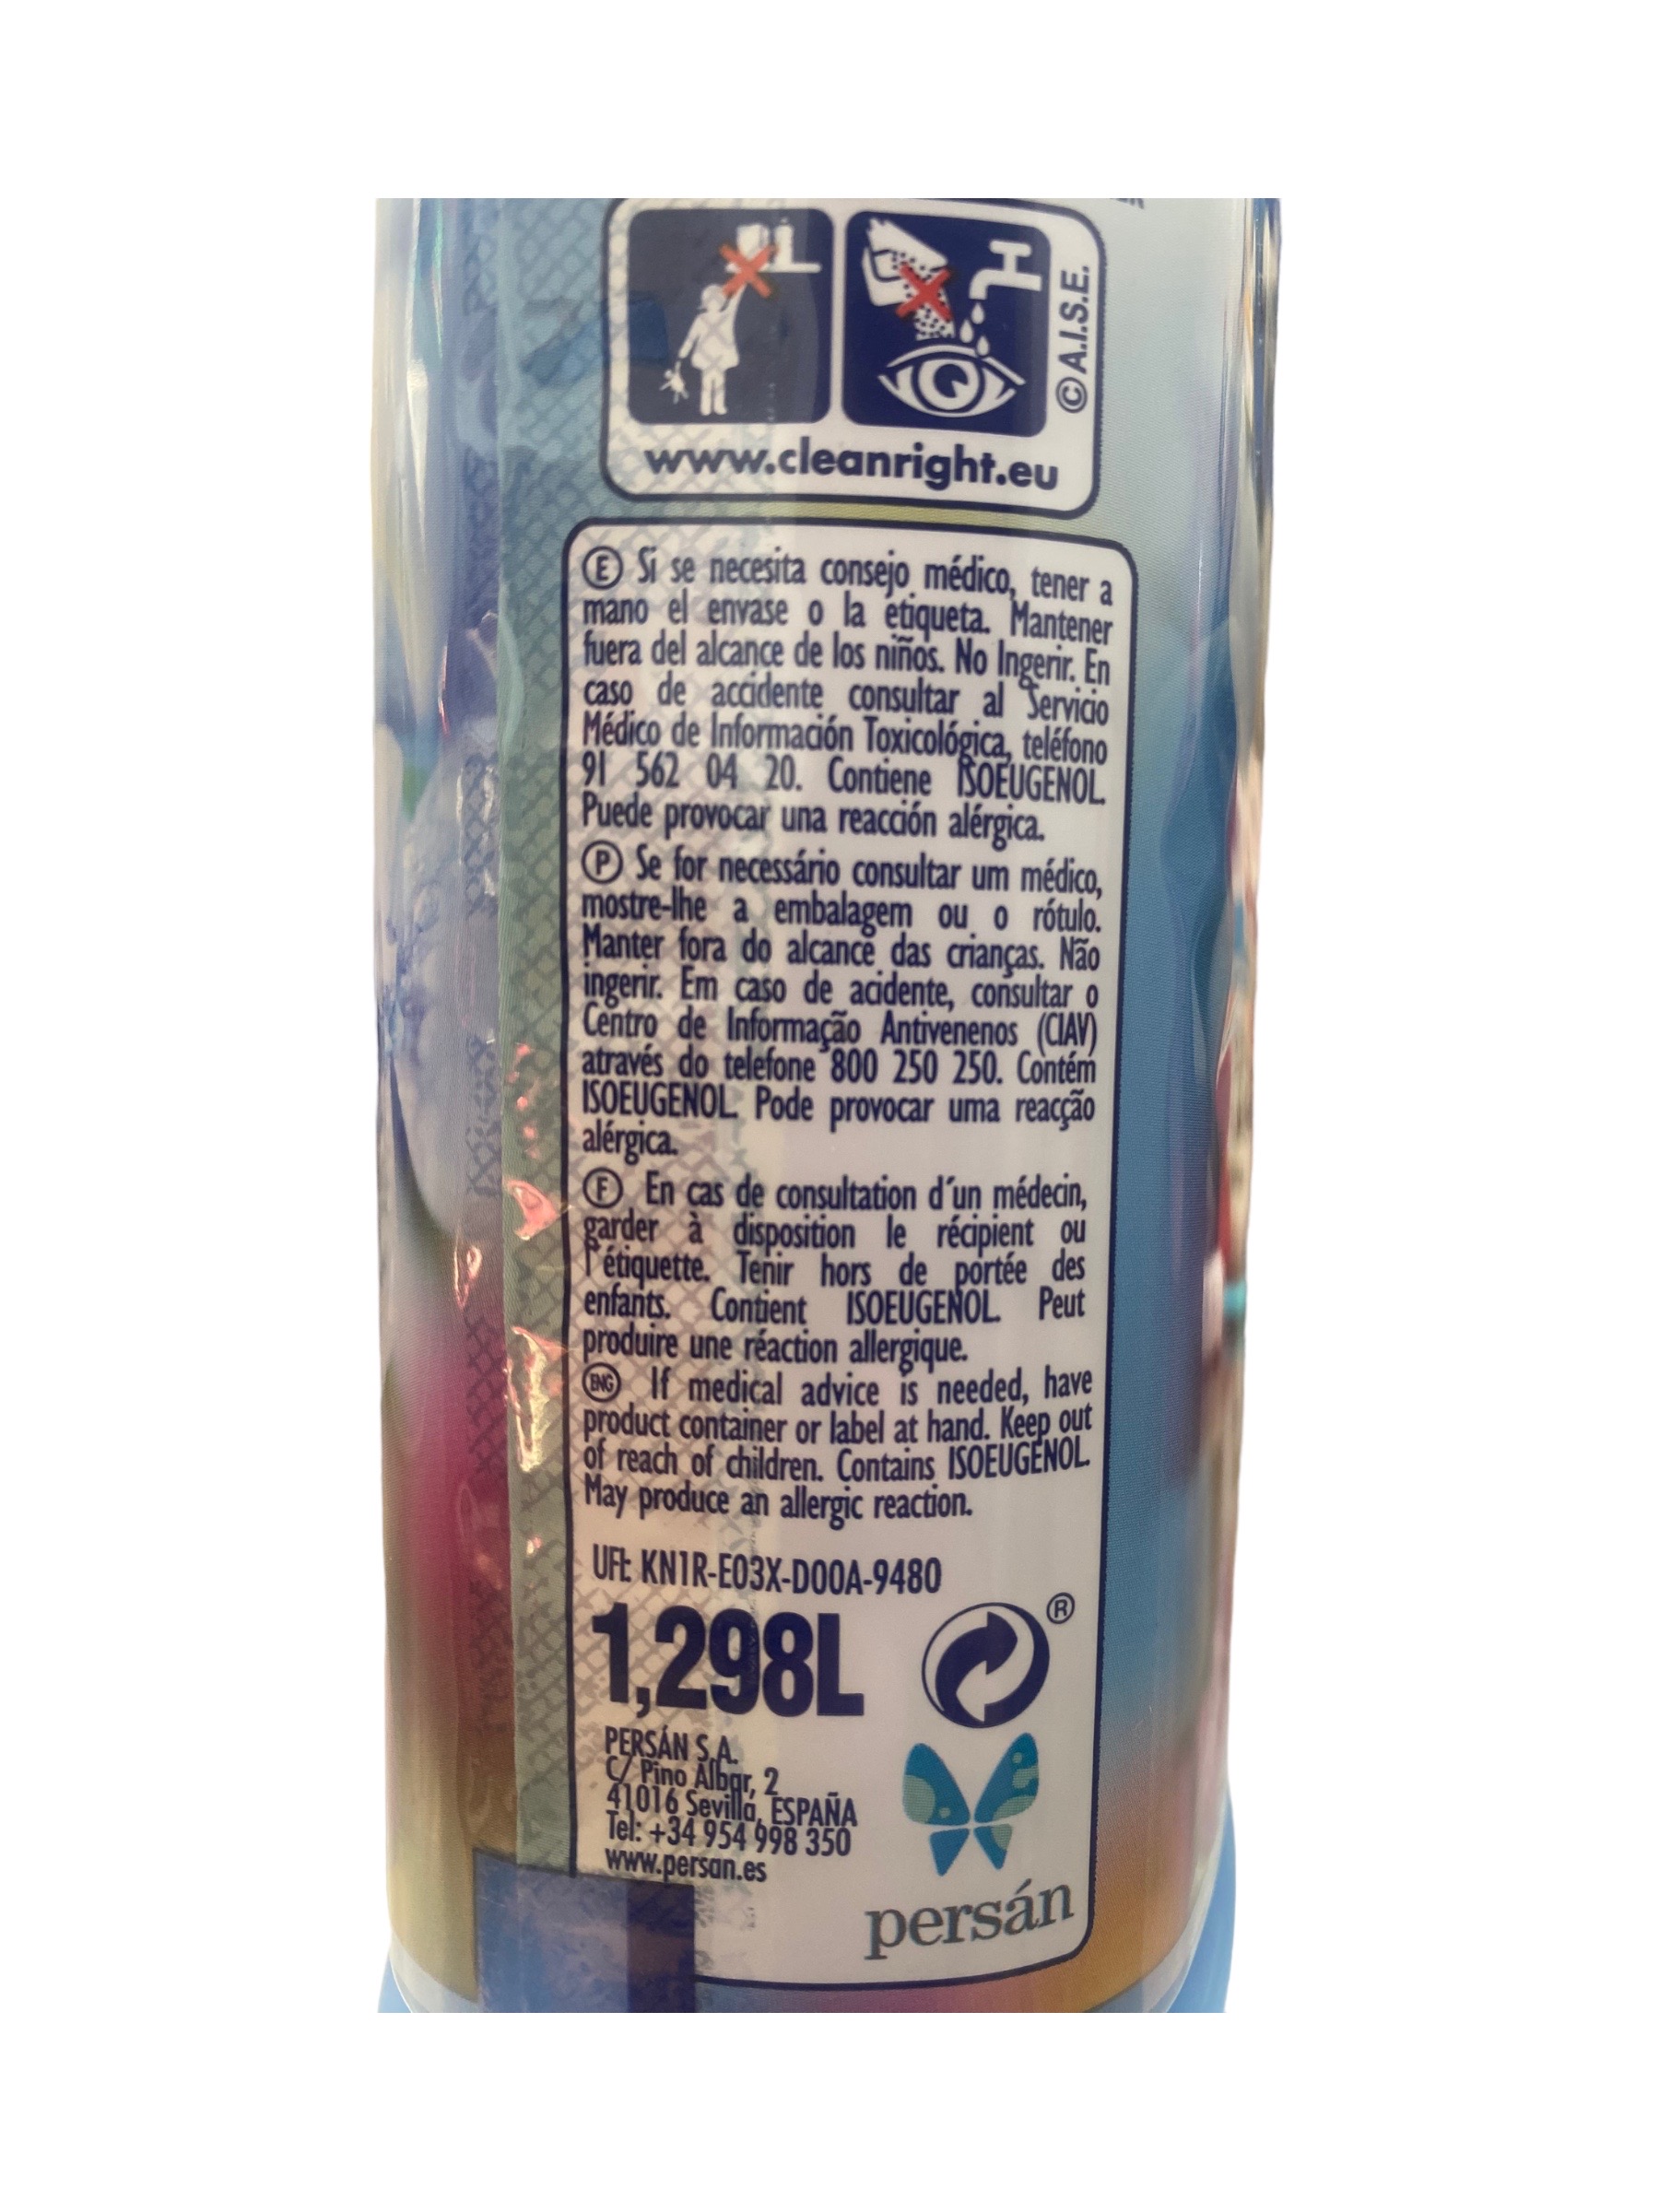 ©A.I.S.E.
www.cleanright.eu
Ⓔ Si se necesita consejo médico, tener a
mano el envase o la etiqueta. Mantener
fuera del alcance de los niños. No Ingerir. En
caso de accidente consultar al Servicio
Médico de Información Toxicológica, teléfono
91 562 04 20. Contiene ISOEUGENOL.
Puede provocar una reacción alérgica.
Ⓟ Se for necessário consultar um médico,
mostre-lhe a embalagem ou o rótulo.
Manter fora do alcance das crianças. Não
ingerir. Em caso de acidente, consultar o
Centro de Informação Antivenenos (CIAV)
através do telefone 800 250 250. Contém
ISOEUGENOL. Pode provocar uma reacção
alérgica.
Ⓕ En cas de consultation d´un médecin,
garder à disposition le récipient ou
l´étiquette. Tenir hors de portée des
enfants. Contient ISOEUGENOL. Peut
produire une réaction allergique.
ENG If medical advice is needed, have
product container or label at hand. Keep out
of reach of children. Contains ISOEUGENOL.
May produce an allergic reaction.
UFI: KN1R-E03X-D00A-9480
1,298L ®
PERSÁN S.A.
C/ Pino Albar, 2
41016 Sevilla, ESPAÑA
Tel: +34 954 998 350
www.persan.es
persán